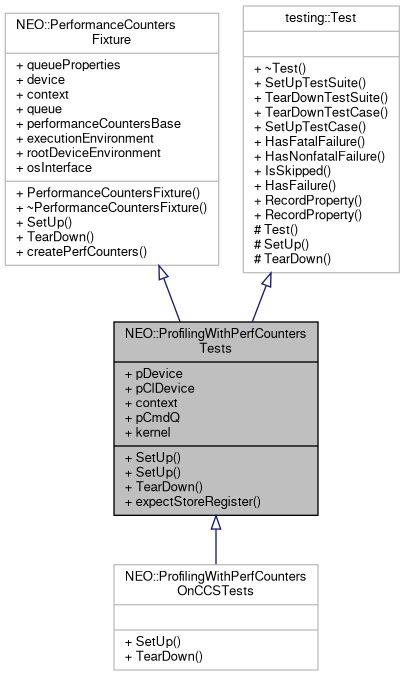 NEO::PerformanceCounters
Fixture
+ queueProperties
+ device
+ context
+ queue
+ performanceCountersBase
+ executionEnvironment
+ rootDeviceEnvironment
+ osInterface
+ PerformanceCountersFixture()
+ ~PerformanceCountersFixture()
+ SetUp()
+ TearDown()
+ createPerfCounters()
testing::Test
+ ~Test()
+ SetUpTestSuite()
+ TearDownTestSuite()
+ TearDownTestCase()
+ SetUpTestCase()
+ HasFatalFailure()
+ HasNonfatalFailure()
+ IsSkipped()
+ HasFailure()
+ RecordProperty()
+ RecordProperty()
# Test()
# SetUp()
# TearDown()
NEO::ProfilingWithPerfCounters
Tests
+ pDevice
+ pClDevice
+ context
+ pCmdQ
+ kernel
+ SetUp()
+ SetUp()
+ TearDown()
+ expectStoreRegister()
NEO::ProfilingWithPerfCounters
OnCCSTests
+ SetUp()
+ TearDown()